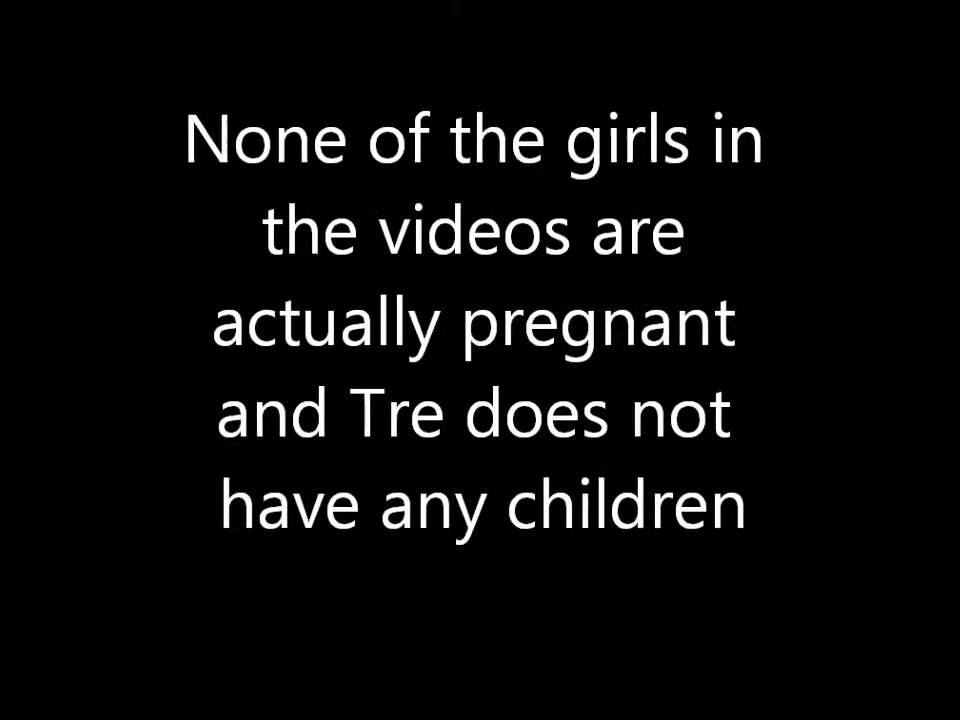 None of the girls in
the videos are
actually pregnant
and Tre does not
have any children